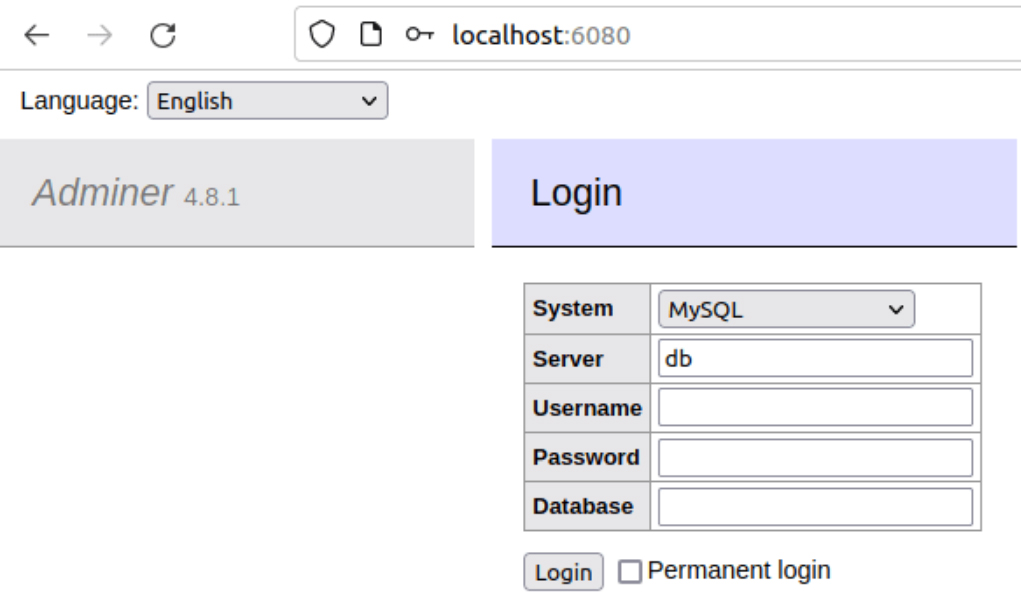 localhost:6080
Language: English
Adminer 4.8.1
Login
System MySQL
Server db
Username
Password
Database
Login Permanent login